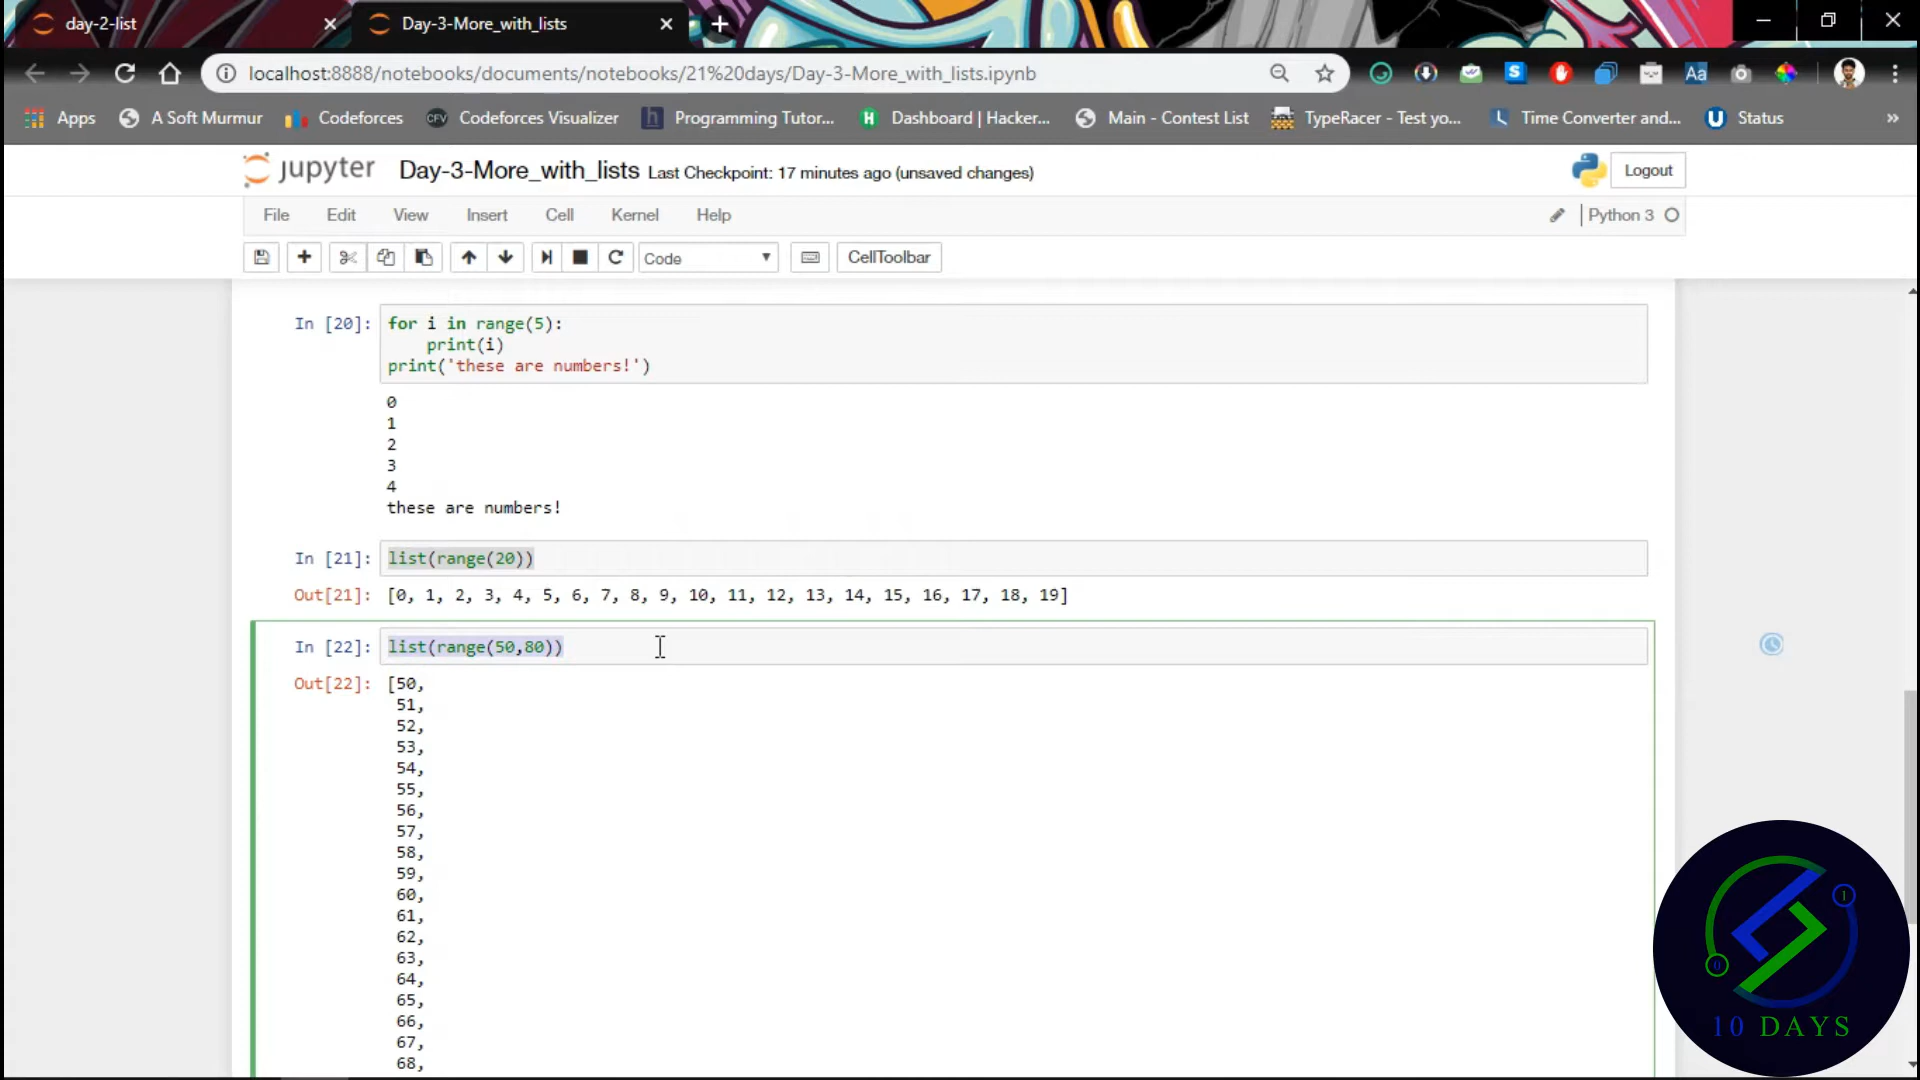 day-2-list
Day-3-More_with_lists
localhost:8888/notebooks/documents/notebooks/21%20days/Day-3-More_with_lists.ipynb
Apps A Soft Murmur Codeforces CFV Codeforces Visualizer h Programming Tutor... H Dashboard | Hacker... Main - Contest List TypeRacer - Test yo... Time Converter and... U Status »
jupyter Day-3-More_with_lists Last Checkpoint: 17 minutes ago (unsaved changes)
Logout
File Edit View Insert Cell Kernel Help
Python 3
Code
CellToolbar
In [20]: for i in range(5):
print(i)
print('these are numbers!')
0
1
2
3
4
these are numbers!
In [21]: list(range(20))
Out[21]: [0, 1, 2, 3, 4, 5, 6, 7, 8, 9, 10, 11, 12, 13, 14, 15, 16, 17, 18, 19]
In [22]: list(range(50,80))
Out[22]: [50,
51,
52,
53,
54,
55,
56,
57,
58,
59,
60,
61,
62,
63,
64,
65,
66,
67,
68,
1
0
10 DAYS